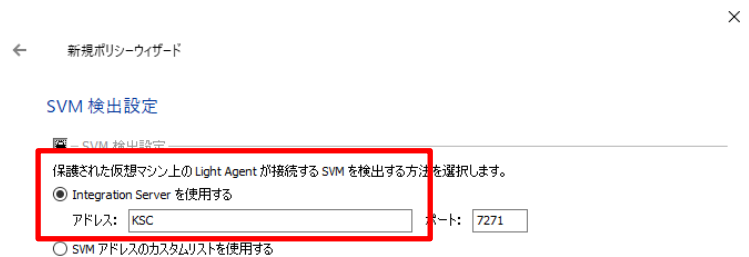 新規ポリシーウィザード
SVM 検出設定
SVM 検出設定
保護された仮想マシン上の Light Agent が接続する SVM を検出する方法を選択します。
Integration Server を使用する
アドレス: KSC ポート: 7271
SVM アドレスのカスタムリストを使用する